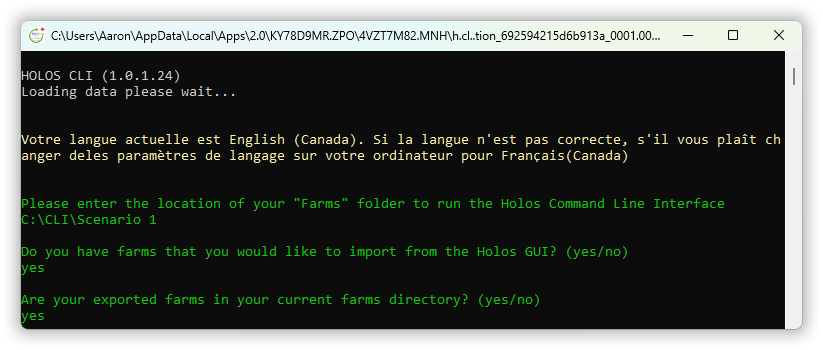 C:\Users\Aaron\AppData\Local\Apps\2.0\KY78D9MR.ZPO\4VZT7M82.MNH\h.cl..tion_692594215d6b913a_0001.00...
HOLOS CLI (1.0.1.24)
Loading data please wait...
Votre langue actuelle est English (Canada). Si la langue n'est pas correcte, s'il vous plaît ch
anger deles paramètres de langage sur votre ordinateur pour Français(Canada)
Please enter the location of your "Farms" folder to run the Holos Command Line Interface
C:\CLI\Scenario 1
Do you have farms that you would like to import from the Holos GUI? (yes/no)
yes
Are your exported farms in your current farms directory? (yes/no)
yes